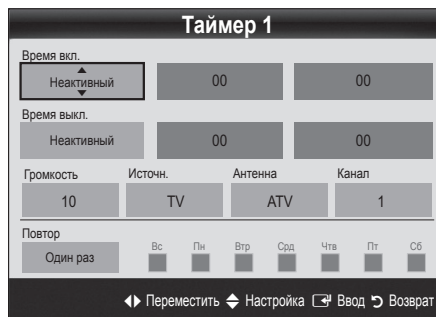 Таймер 1
Время вкл.
Неактивный 00 00
Время выкл.
Неактивный 00 00
Громкость Источн. Антенна Канал
10 TV ATV 1
Повтор
Один раз Вс Пн Втр Срд Чтв Пт Сб
Переместить Настройка Ввод Возврат